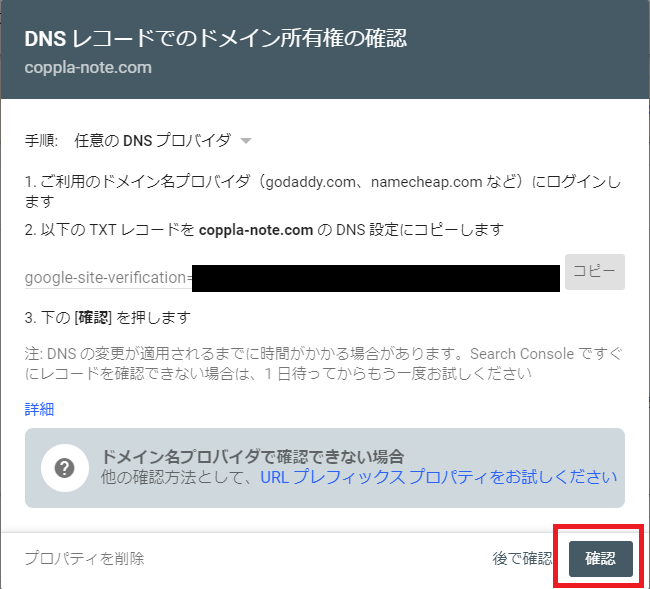 DNS レコードでのドメイン所有権の確認
coppla-note.com
手順: 任意の DNS プロバイダ
1. ご利用のドメイン名プロバイダ（godaddy.com、namecheap.com など）にログインし
ます
2. 以下の TXT レコードを coppla-note.com の DNS 設定にコピーします
google-site-verification=
コピー
3. 下の [確認] を押します
注: DNS の変更が適用されるまでに時間がかかる場合があります。Search Console ですぐ
にレコードを確認できない場合は、1 日待ってからもう一度お試しください
詳細
?
ドメイン名プロバイダで確認できない場合
他の確認方法として、URL プレフィックス プロパティをお試しください
プロパティを削除 後で確認 確認